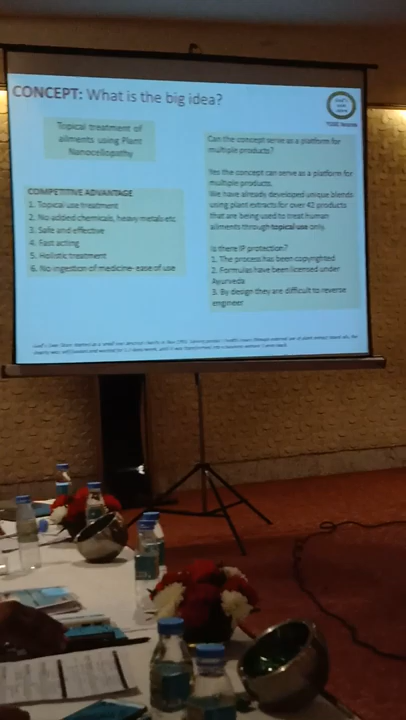 CONCEPT: What is the big idea?
Topical treatment of
ailments using Plant
Nanocellopathy
COMPETITIVE ADVANTAGE
1. Topical use treatment
2. No added chemicals, heavy metals etc
3. Safe and effective
4. Fast acting
5. Holistic treatment
6. No ingestion of medicine-ease of use
Can the concept serve as a platform for
multiple products?
Yes the concept can serve as a platform for
multiple products.
We have already developed unique blends
using plant extracts for over 42 products
that are being used to treat human
ailments through topical use only.
Is there IP protection?
1. The process has been copyrighted
2. Formulas have been licensed under
Ayurveda
3. By design they are difficult to reverse
engineer